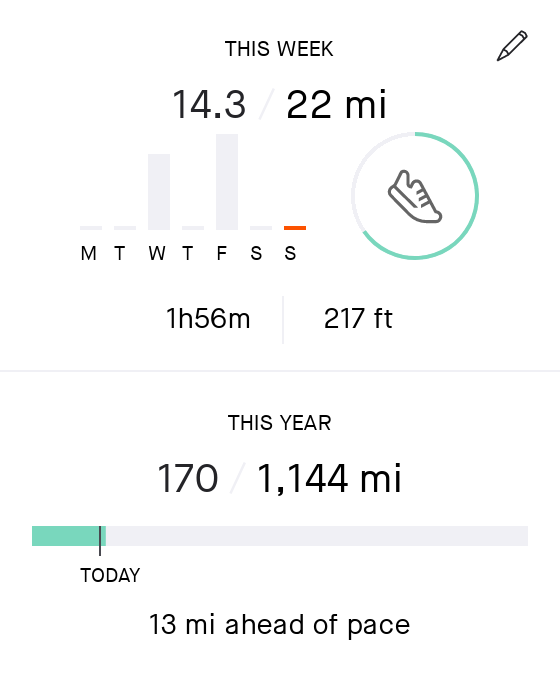 THIS WEEK
14.3 / 22 mi
M T W T F S S
1h56m 217 ft
THIS YEAR
170 / 1,144 mi
TODAY
13 mi ahead of pace